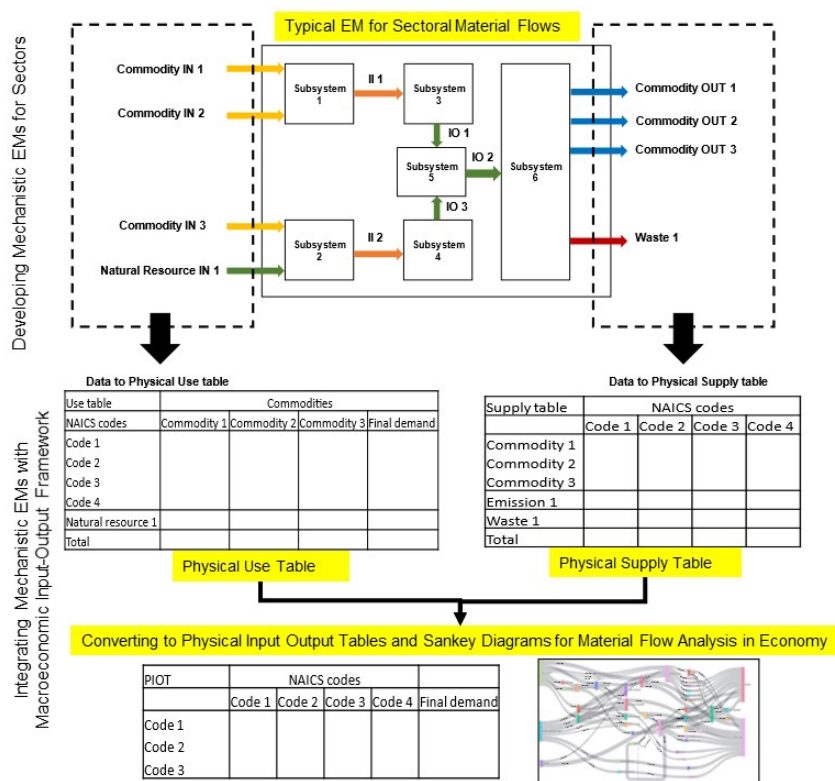 Typical EM for Sectoral Material Flows
Developing Mechanistic EMs for Sectors
Commodity IN 1
Commodity IN 2
Commodity IN 3
Natural Resource IN 1
Subsystem
1
II 1
Subsystem
3
IO 1
Subsystem
5
IO 2
IO 3
Subsystem
2
II 2
Subsystem
4
Subsystem
6
Commodity OUT 1
Commodity OUT 2
Commodity OUT 3
Waste 1
Integrating Mechanistic EMs with
Macroeconomic Input-Output Framework
Data to Physical Use table
Use table Commodities
NAICS codes Commodity 1 Commodity 2 Commodity 3 Final demand
Code 1
Code 2
Code 3
Code 4
Natural resource 1
Total
Physical Use Table
Data to Physical Supply table
Supply table NAICS codes
Code 1 Code 2 Code 3 Code 4
Commodity 1
Commodity 2
Commodity 3
Emission 1
Waste 1
Total
Physical Supply Table
Converting to Physical Input Output Tables and Sankey Diagrams for Material Flow Analysis in Economy
PIOT NAICS codes
Code 1 Code 2 Code 3 Code 4 Final demand
Code 1
Code 2
Code 3